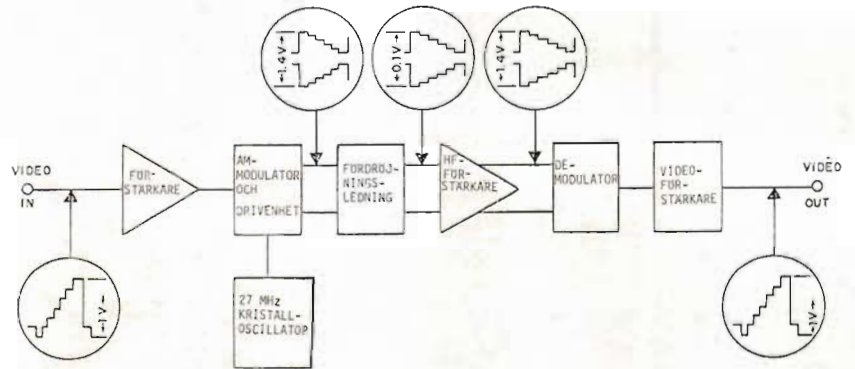 1.4V
0.1V
1.4V
VIDEO
IN
FÖR-
STÄRKARE
AM-
MODULATOR
OCH
DRIVENHET
FÖRDRÖJ-
NINGS-
LEDNING
HF-
FÖR-
STÄRKARE
DE-
MODULATOR
VIDEO-
FÖR-
STÄRKARE
VIDEO
OUT
1V
27 MHz
KRISTALL-
OSCILLATOR
1V